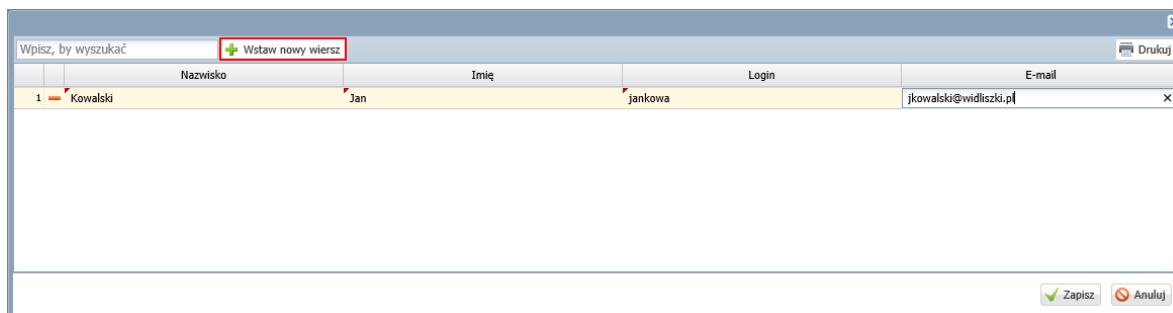 Wpisz, by wyszukać Wstaw nowy wiersz Drukuj
Nazwisko Imię Login E-mail
1 Kowalski Jan jankowa jkowalski@widliszki.pl
Zapisz Anuluj